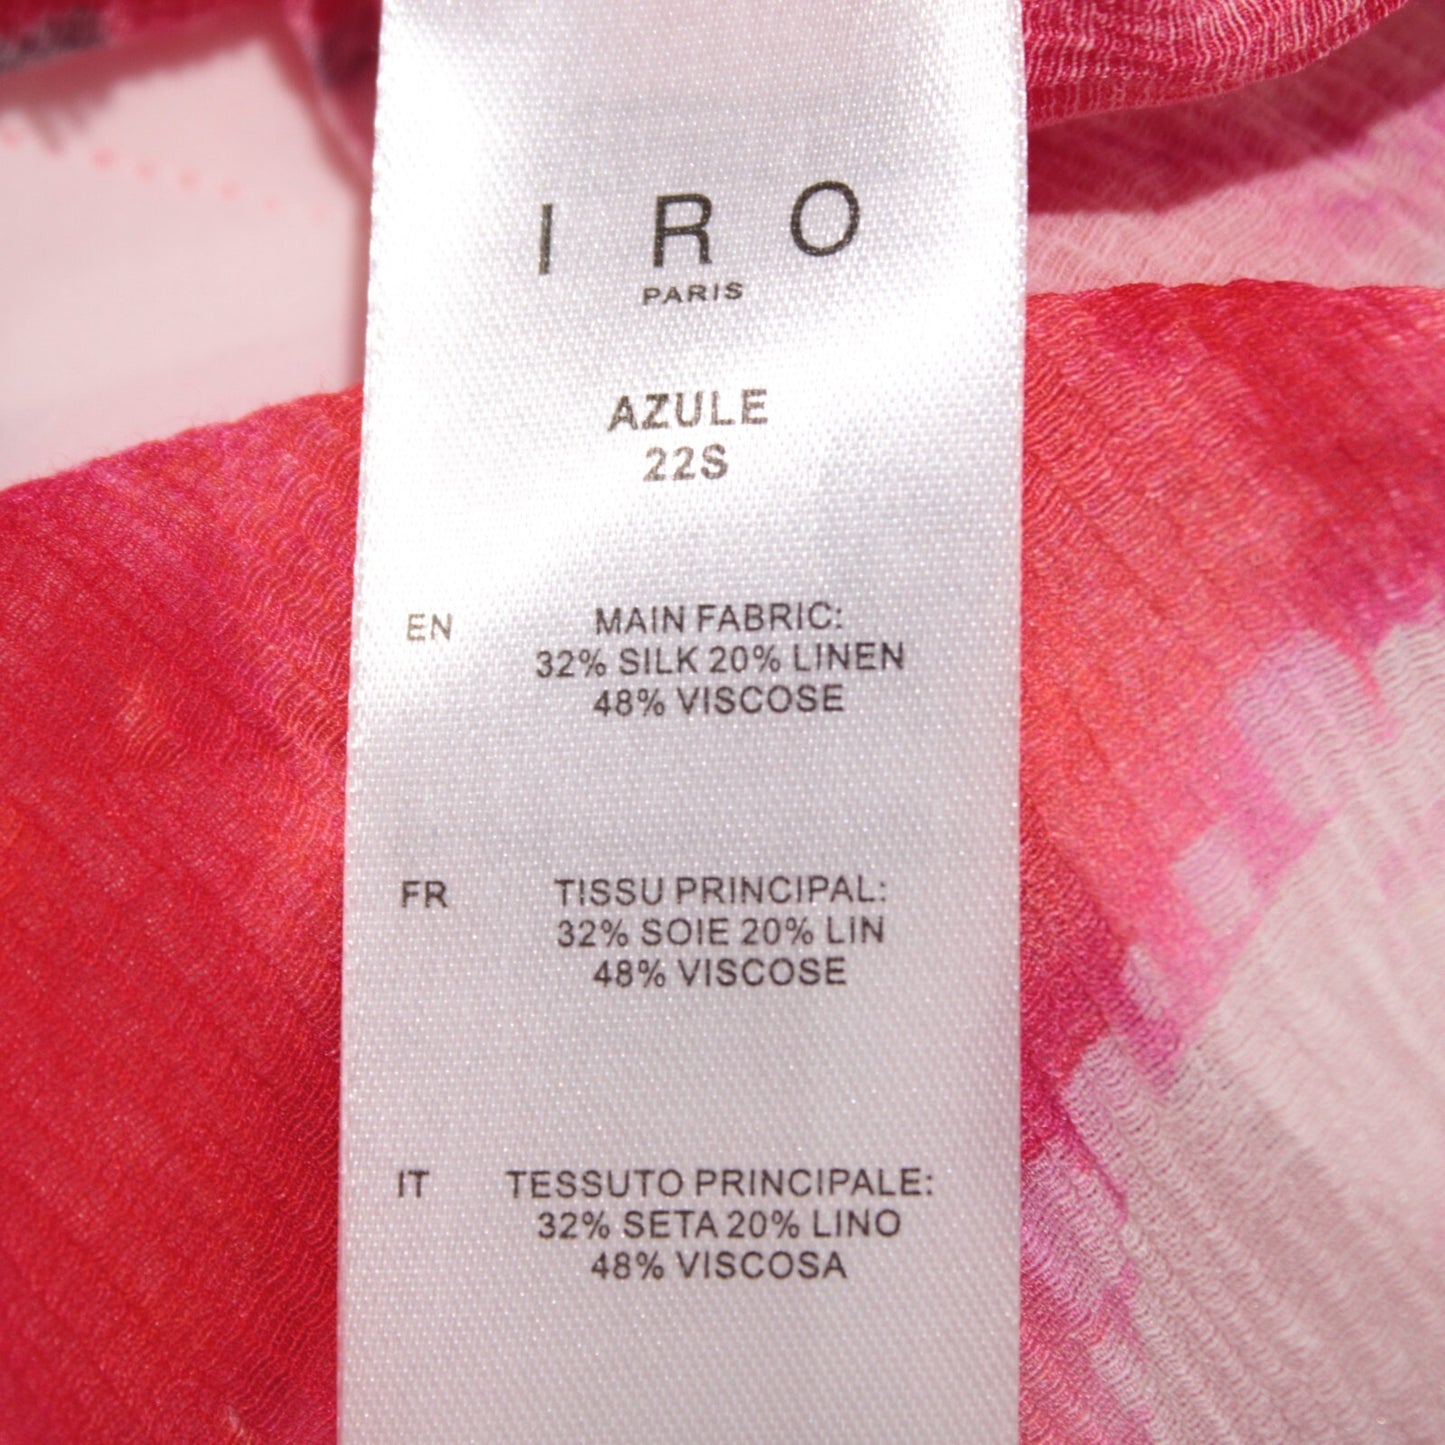 IRO
PARIS
AZULE
22S
EN
MAIN FABRIC:
32% SILK 20% LINEN
48% VISCOSE
FR
TISSU PRINCIPAL:
32% SOIE 20% LIN
48% VISCOSE
IT
TESSUTO PRINCIPALE:
32% SETA 20% LINO
48% VISCOSA